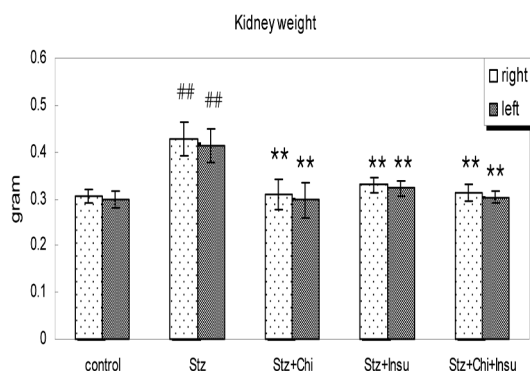 Kidney weight
0.6
0.5
0.4
0.3
0.2
0.1
0
gram
right
left
## ##
** **
** **
** **
control Stz Stz+Chi Stz+Insu Stz+Chi+Insu